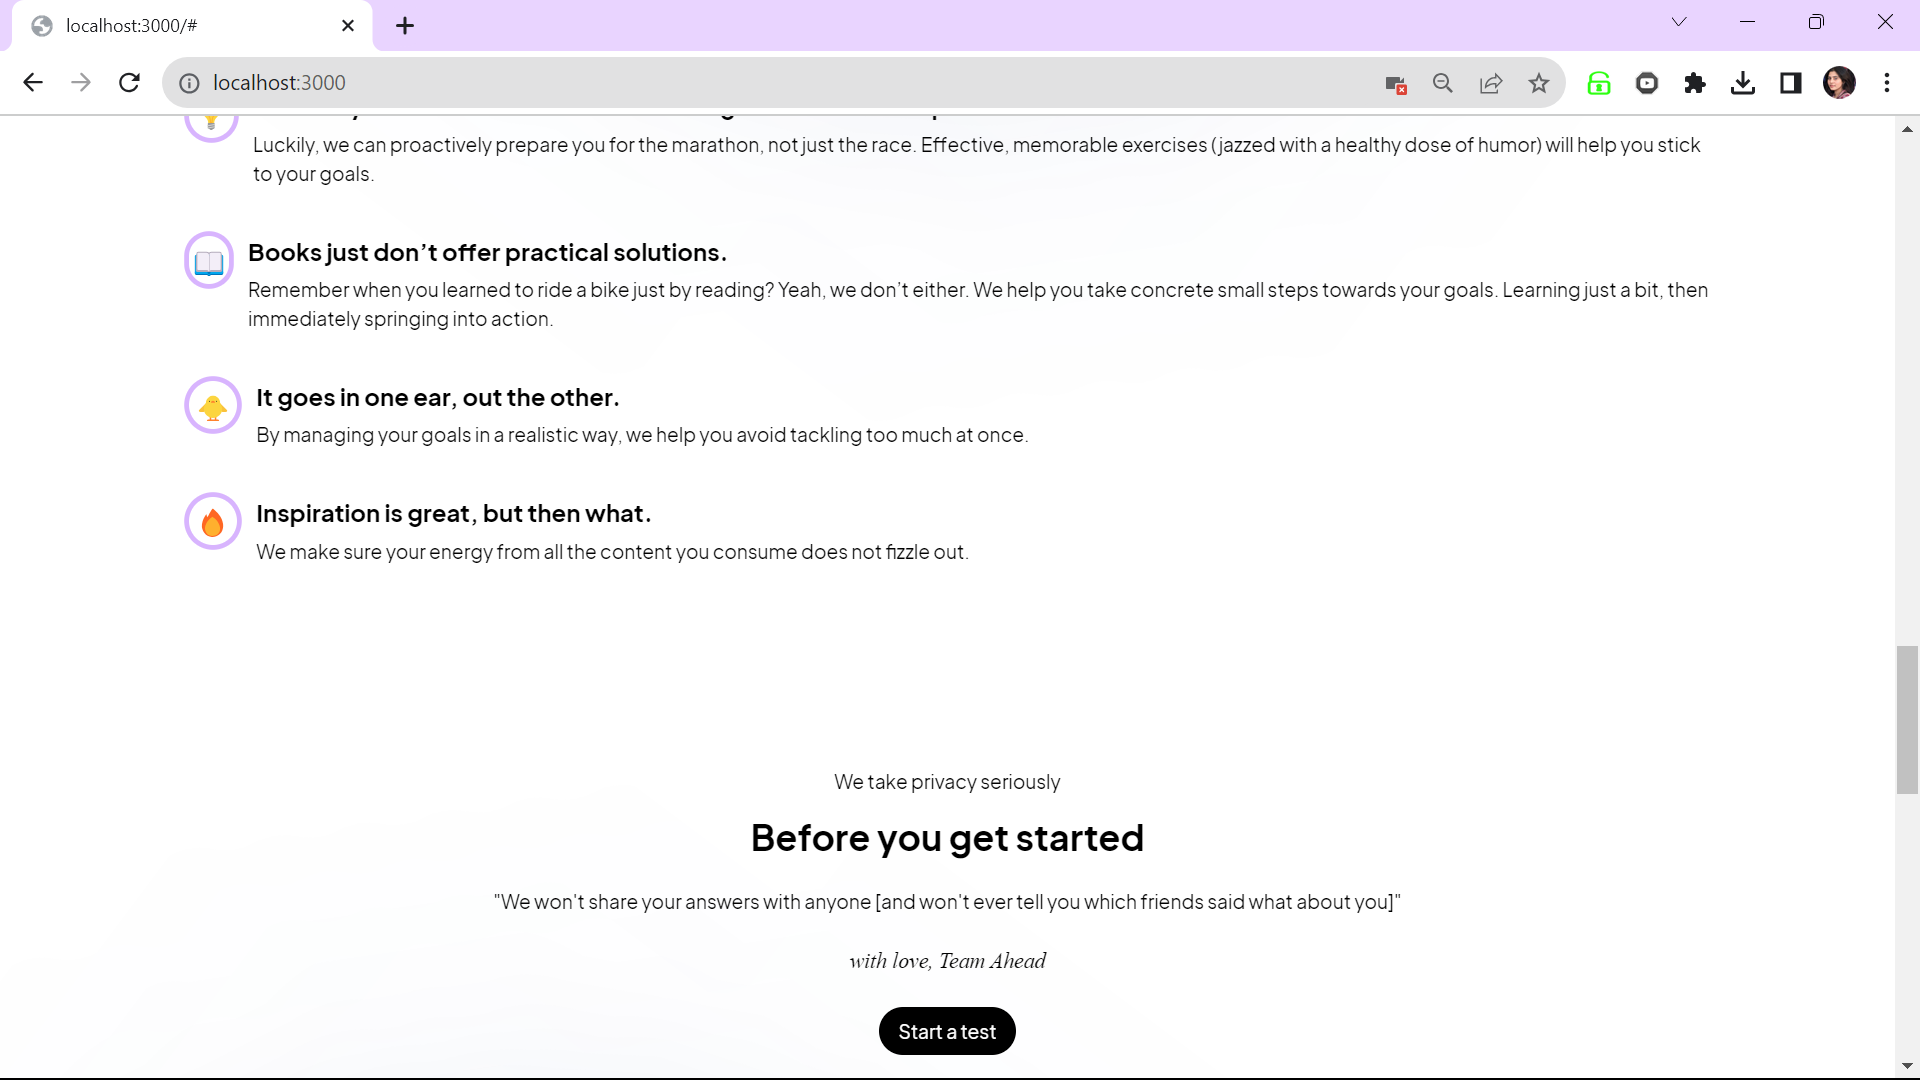 localhost:3000/#
localhost:3000
Luckily, we can proactively prepare you for the marathon, not just the race. Effective, memorable exercises (jazzed with a healthy dose of humor) will help you stick
to your goals.
Books just don’t offer practical solutions.
Remember when you learned to ride a bike just by reading? Yeah, we don’t either. We help you take concrete small steps towards your goals. Learning just a bit, then
immediately springing into action.
It goes in one ear, out the other.
By managing your goals in a realistic way, we help you avoid tackling too much at once.
Inspiration is great, but then what.
We make sure your energy from all the content you consume does not fizzle out.
We take privacy seriously
Before you get started
"We won't share your answers with anyone [and won't ever tell you which friends said what about you]"
with love, Team Ahead
Start a test